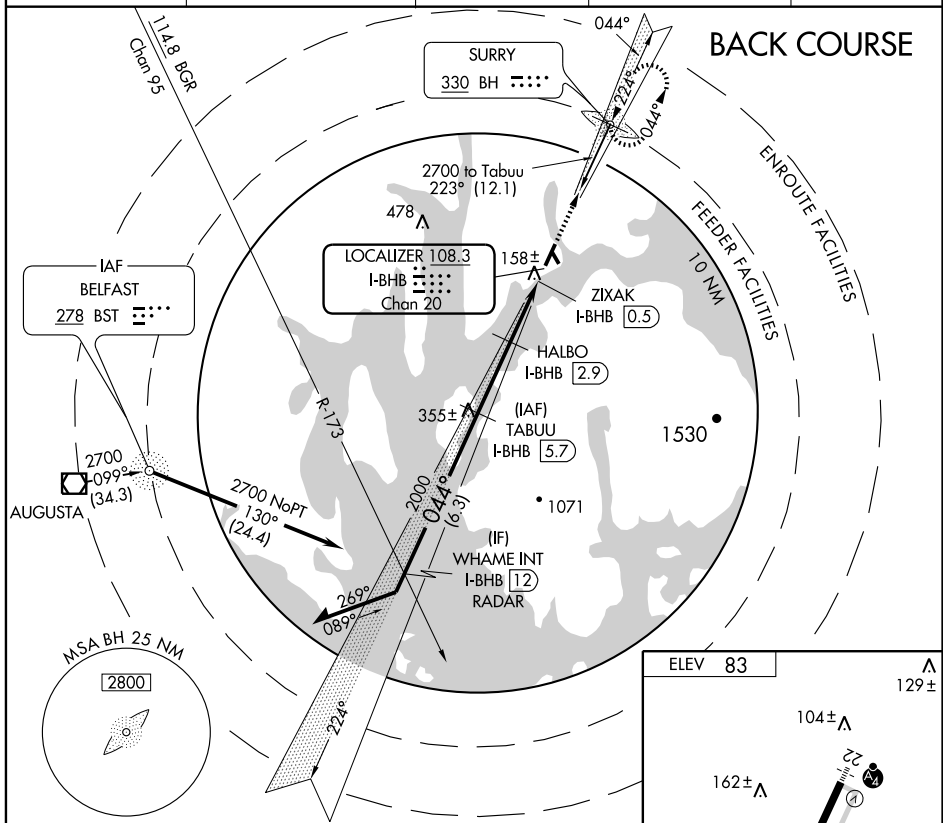 BACK COURSE
114.8 BGR
Chan 95
R-173
SURRY
330 BH
044°
224°
044°
2700 to Tabuu
223° (12.1)
478
ENROUTE FACILITIES
FEEDER FACILITIES
10 NM
LOCALIZER 108.3
I-BHB
Chan 20
158±
ZIXAK
I-BHB 0.5
IAF
BELFAST
278 BST
HALBO
I-BHB 2.9
355±
(IAF)
TABUU
I-BHB 5.7
1530
2700
099°
(34.3)
AUGUSTA
2700 NoPT
130°
(24.4)
2000
044°
(6.3)
1071
(IF)
WHAME INT
I-BHB 12
RADAR
269°
089°
224°
MSA BH 25 NM
2800
ELEV 83
129±
104±
162±
22
A4
V